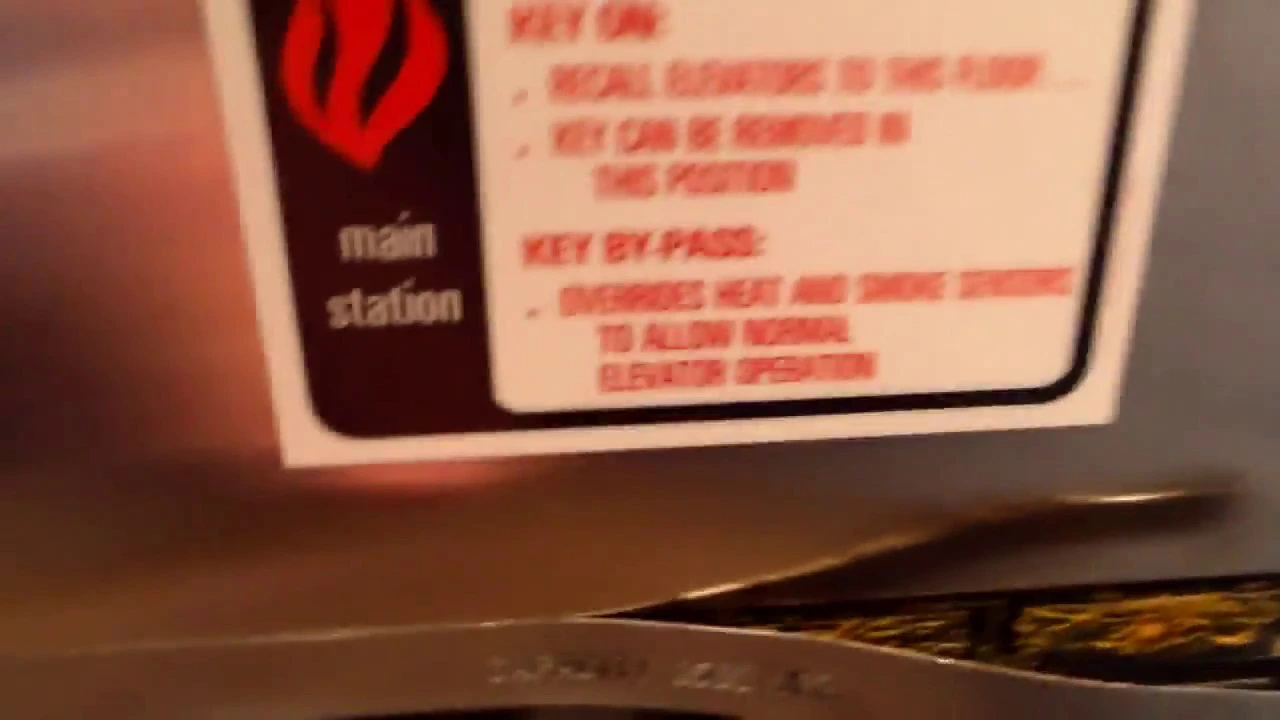 KEY ON:
- RECALL ELEVATORS TO THIS FLOOR
- KEY CAN BE REMOVED IN
THIS POSITION
main
station
KEY BY-PASS:
- OVERRIDES HEAT AND SMOKE SENSORS
TO ALLOW NORMAL
ELEVATOR OPERATION